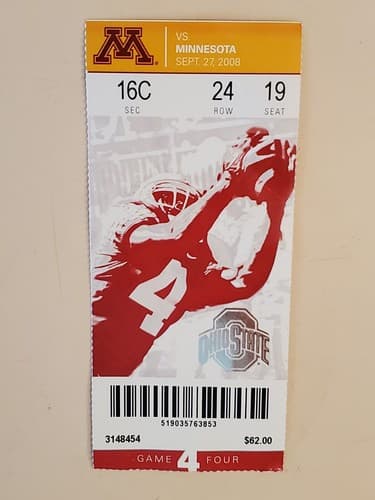 M
VS.
MINNESOTA
SEPT. 27, 2008
16C 24 19
SEC ROW SEAT
4
OHIO STATE
519035763853
3148454 $62.00
GAME 4 FOUR